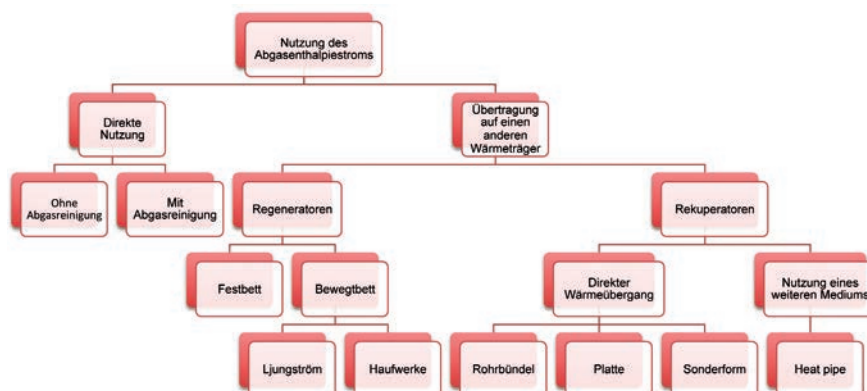 Nutzung des
Abgasenthalpiestroms
Direkte
Nutzung
Übertragung
auf einen
anderen
Wärmeträger
Ohne
Abgasreinigung
Mit
Abgasreinigung
Regeneratoren
Rekuperatoren
Festbett
Bewegtbett
Direkter
Wärmeübergang
Nutzung eines
weiteren Mediums
Ljungström
Haufwerke
Rohrbündel
Platte
Sonderform
Heat pipe